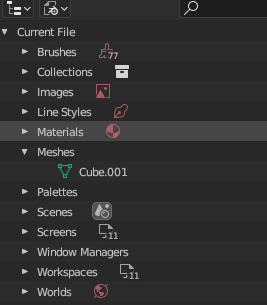 Current File
Brushes 77
Collections
Images
Line Styles
Materials
Meshes
Cube.001
Palettes
Scenes
Screens 11
Window Managers
Workspaces 11
Worlds